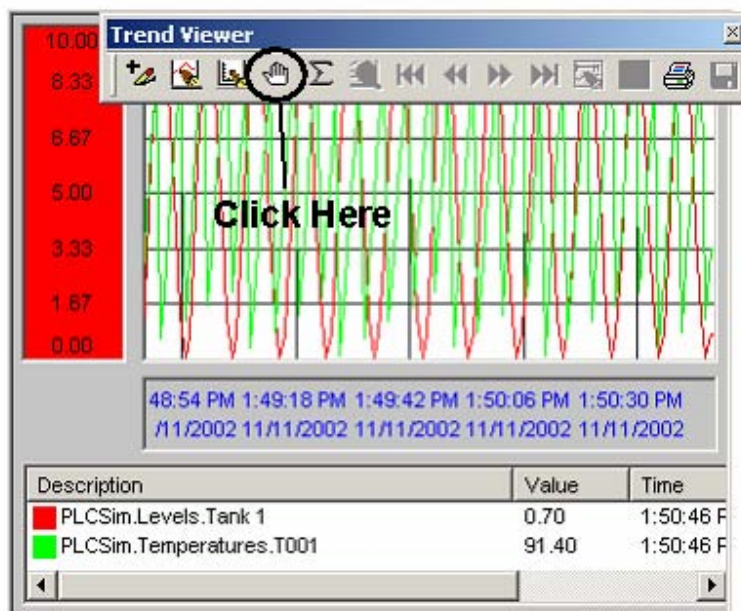 Trend Viewer
10.00
8.33
6.67
5.00
3.33
1.67
0.00
Click Here
48:54 PM 1:49:18 PM 1:49:42 PM 1:50:06 PM 1:50:30 PM
/11/2002 11/11/2002 11/11/2002 11/11/2002 11/11/2002
Description Value Time
PLCSim.Levels.Tank 1 0.70 1:50:46 P
PLCSim.Temperatures.T001 91.40 1:50:46 P